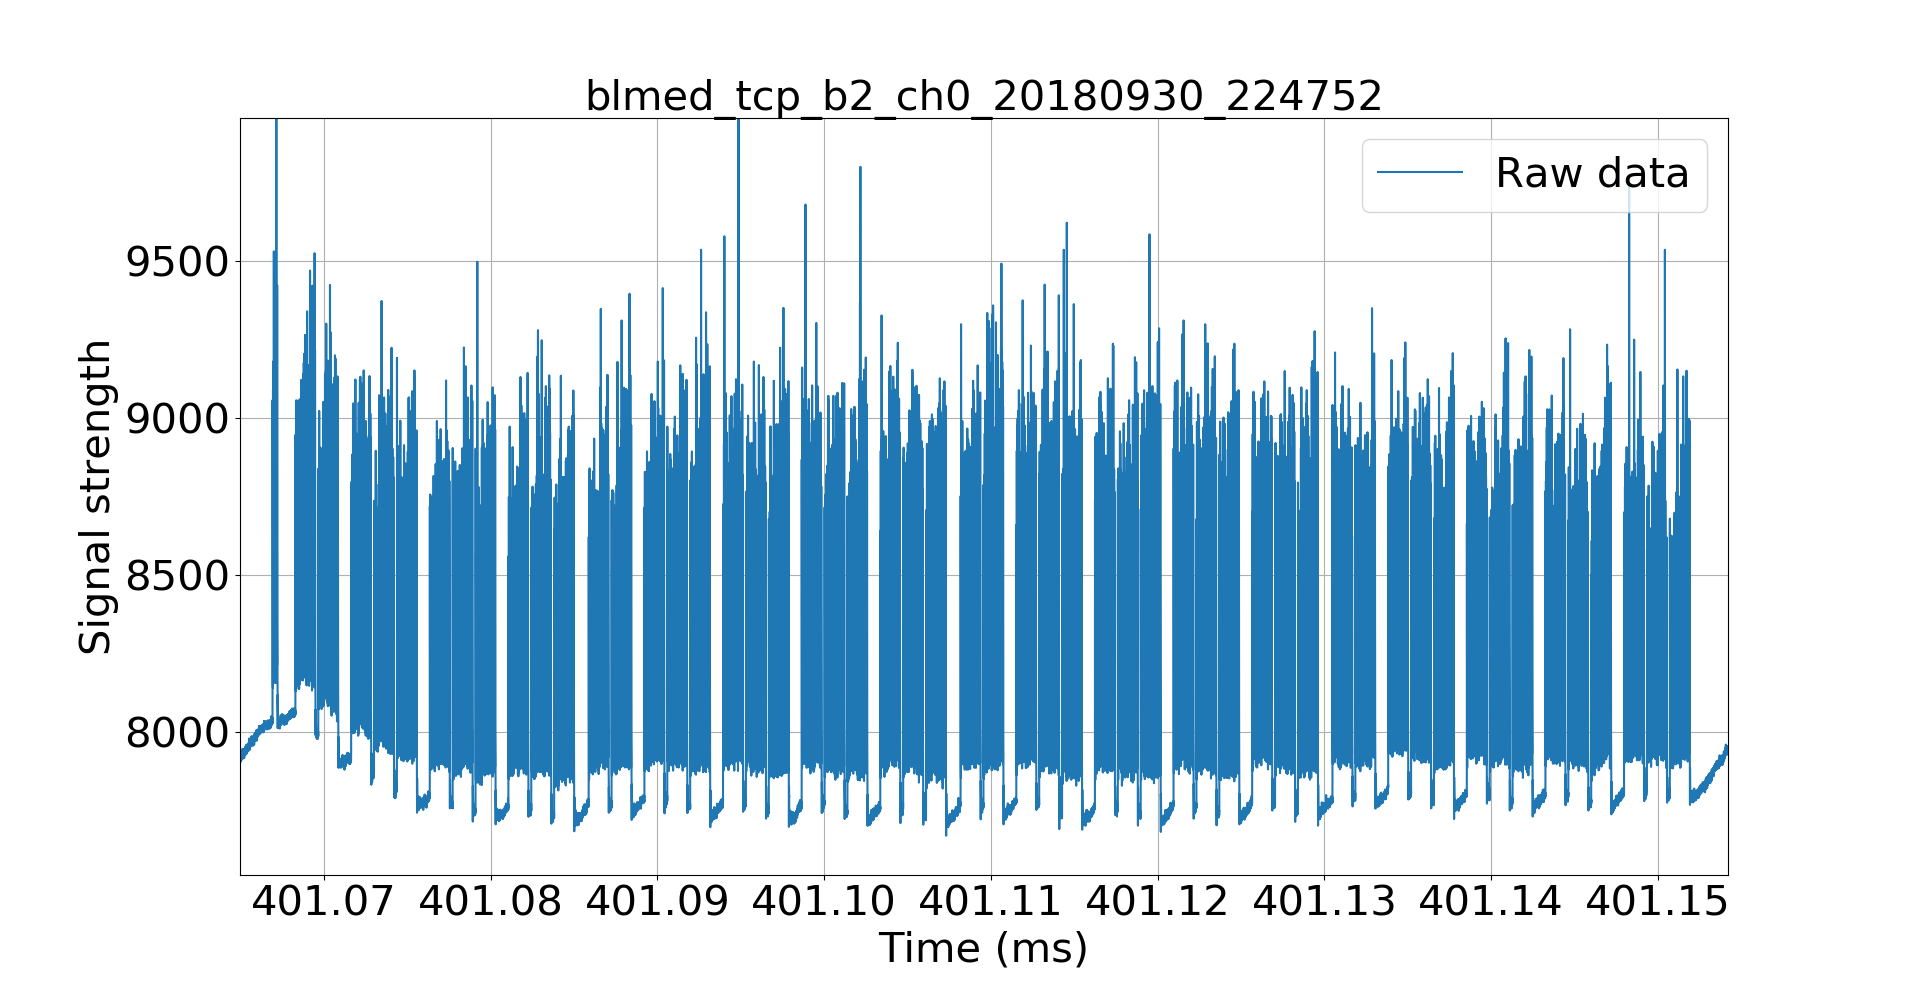 blmed_tcp_b2_ch0_20180930_224752
Raw data
Signal strength
9500
9000
8500
8000
401.07 401.08 401.09 401.10 401.11 401.12 401.13 401.14 401.15
Time (ms)